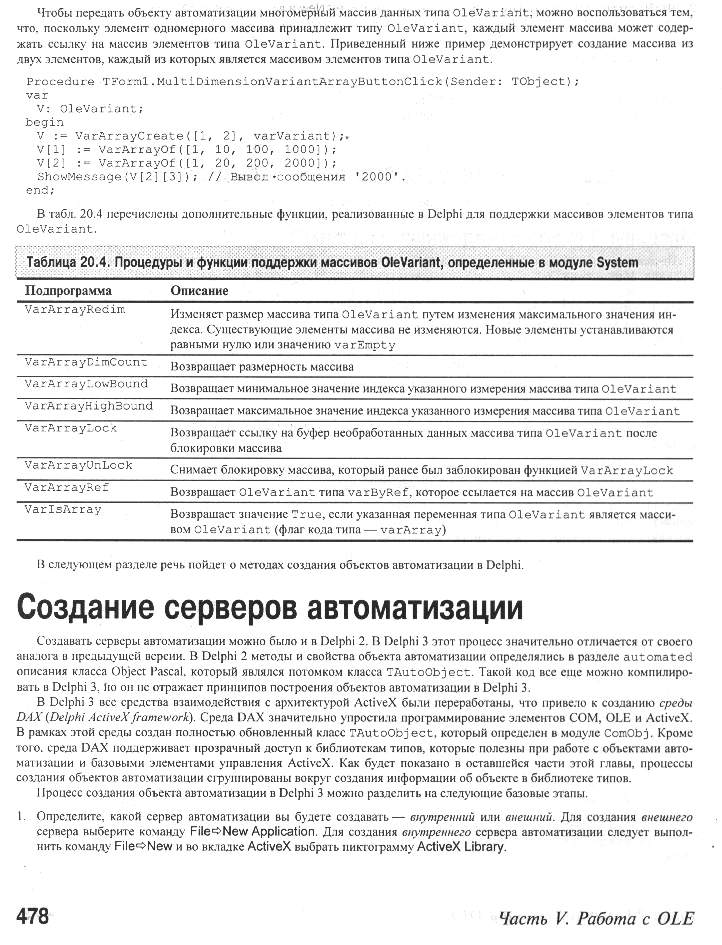 Чтобы передать объекту автоматизации многомерный массив данных типа OleVariant, можно воспользоваться тем,
что, поскольку элемент одномерного массива принадлежит типу OleVariant, каждый элемент массива может содер-
жать ссылку на массив элементов типа OleVariant. Приведенный ниже пример демонстрирует создание массива из
двух элементов, каждый из которых является массивом элементов типа OleVariant.
Procedure TForm1.MultiDimensionVariantArrayButtonClick(Sender: TObject);
var
V: OleVariant;
begin
V := VarArrayCreate([1, 2], varVariant);
V[1] := VarArrayOf([1, 10, 100, 1000]);
V[2] := VarArrayOf([1, 20, 200, 2000]);
ShowMessage(V[2][3]); // Вывод сообщения '2000'.
end;
В табл. 20.4 перечислены дополнительные функции, реализованные в Delphi для поддержки массивов элементов типа
OleVariant.
Таблица 20.4. Процедуры и функции поддержки массивов OleVariant, определенные в модуле System
Подпрограмма Описание
VarArrayRedim Изменяет размер массива типа OleVariant путем изменения максимального значения ин-
декса. Существующие элементы массива не изменяются. Новые элементы устанавливаются
равными нулю или значению varEmpty
VarArrayDimCount Возвращает размерность массива
VarArrayLowBound Возвращает минимальное значение индекса указанного измерения массива типа OleVariant
VarArrayHighBound Возвращает максимальное значение индекса указанного измерения массива типа OleVariant
VarArrayLock Возвращает ссылку на буфер необработанных данных массива типа OleVariant после
блокировки массива
VarArrayUnLock Снимает блокировку массива, который ранее был заблокирован функцией VarArrayLock
VarArrayRef Возвращает OleVariant типа varByRef, которое ссылается на массив OleVariant
VarIsArray Возвращает значение True, если указанная переменная типа OleVariant является масси-
вом OleVariant (флаг кода типа — varArray)
В следующем разделе речь пойдет о методах создания объектов автоматизации в Delphi.
Создание серверов автоматизации
Создавать серверы автоматизации можно было и в Delphi 2. В Delphi 3 этот процесс значительно отличается от своего
аналога в предыдущей версии. В Delphi 2 методы и свойства объекта автоматизации определялись в разделе automated
описания класса Object Pascal, который являлся потомком класса TAutoObject. Такой код все еще можно компилиро-
вать в Delphi 3, но он не отражает принципов построения объектов автоматизации в Delphi 3.
В Delphi 3 все средства взаимодействия с архитектурой ActiveX были переработаны, что привело к созданию среды
DAX (Delphi ActiveX framework). Среда DAX значительно упростила программирование элементов COM, OLE и ActiveX.
В рамках этой среды создан полностью обновленный класс TAutoObject, который определен в модуле ComObj. Кроме
того, среда DAX поддерживает прозрачный доступ к библиотекам типов, которые полезны при работе с объектами авто-
матизации и базовыми элементами управления ActiveX. Как будет показано в оставшейся части этой главы, процессы
создания объектов автоматизации сгруппированы вокруг создания информации об объекте в библиотеке типов.
Процесс создания объекта автоматизации в Delphi 3 можно разделить на следующие базовые этапы.
1. Определите, какой сервер автоматизации вы будете создавать — внутренний или внешний. Для создания внешнего
сервера выберите команду File⇨New Application. Для создания внутреннего сервера автоматизации следует выпол-
нить команду File⇨New и во вкладке ActiveX выбрать пиктограмму ActiveX Library.
478 Часть V. Работа с OLE